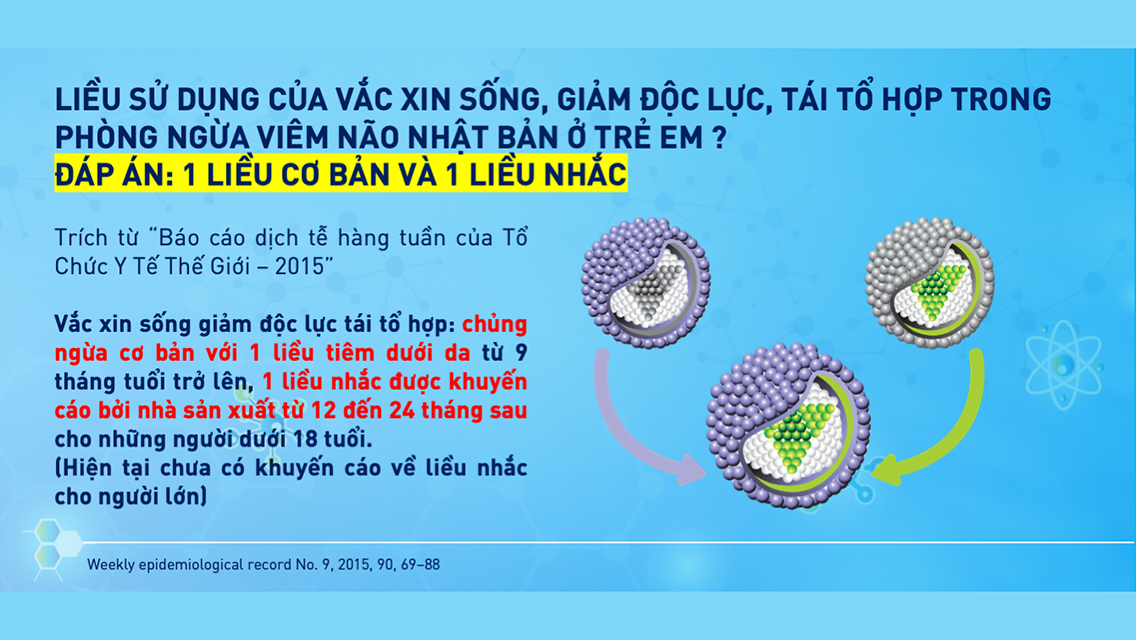 LIỀU SỬ DỤNG CỦA VẮC XIN SỐNG, GIẢM ĐỘC LỰC, TÁI TỔ HỢP TRONG
PHÒNG NGỪA VIÊM NÃO NHẬT BẢN Ở TRẺ EM ?
ĐÁP ÁN: 1 LIỀU CƠ BẢN VÀ 1 LIỀU NHẮC
Trích từ “Báo cáo dịch tễ hàng tuần của Tổ
Chức Y Tế Thế Giới – 2015”
Vắc xin sống giảm độc lực tái tổ hợp: chủng
ngừa cơ bản với 1 liều tiêm dưới da từ 9
tháng tuổi trở lên, 1 liều nhắc được khuyến
cáo bởi nhà sản xuất từ 12 đến 24 tháng sau
cho những người dưới 18 tuổi.
(Hiện tại chưa có khuyến cáo về liều nhắc
cho người lớn)
Weekly epidemiological record No. 9, 2015, 90, 69–88